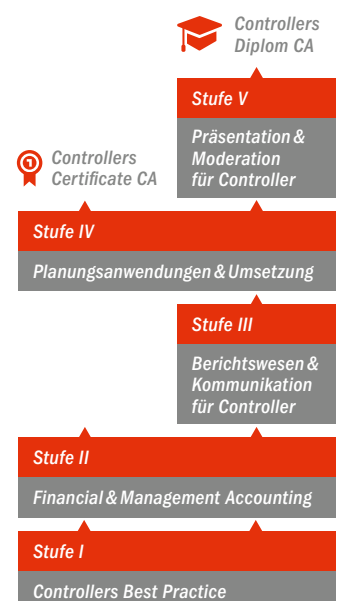 Controllers
Diplom CA
Stufe V
Präsentation &
Moderation
für Controller
Controllers
Certificate CA
Stufe IV
Planungsanwendungen & Umsetzung
Stufe III
Berichtswesen &
Kommunikation
für Controller
Stufe II
Financial & Management Accounting
Stufe I
Controllers Best Practice